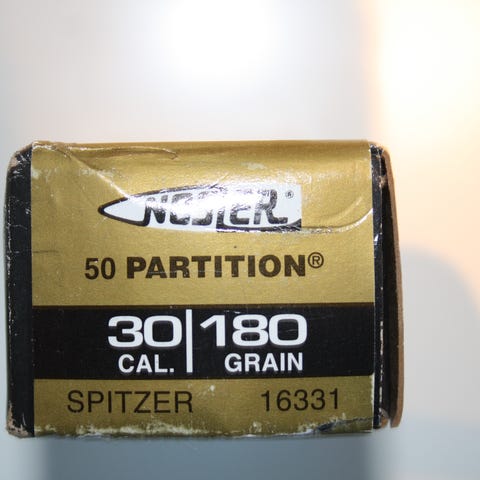 NOSLER®
50 PARTITION®
30|180
CAL. GRAIN
SPITZER 16331